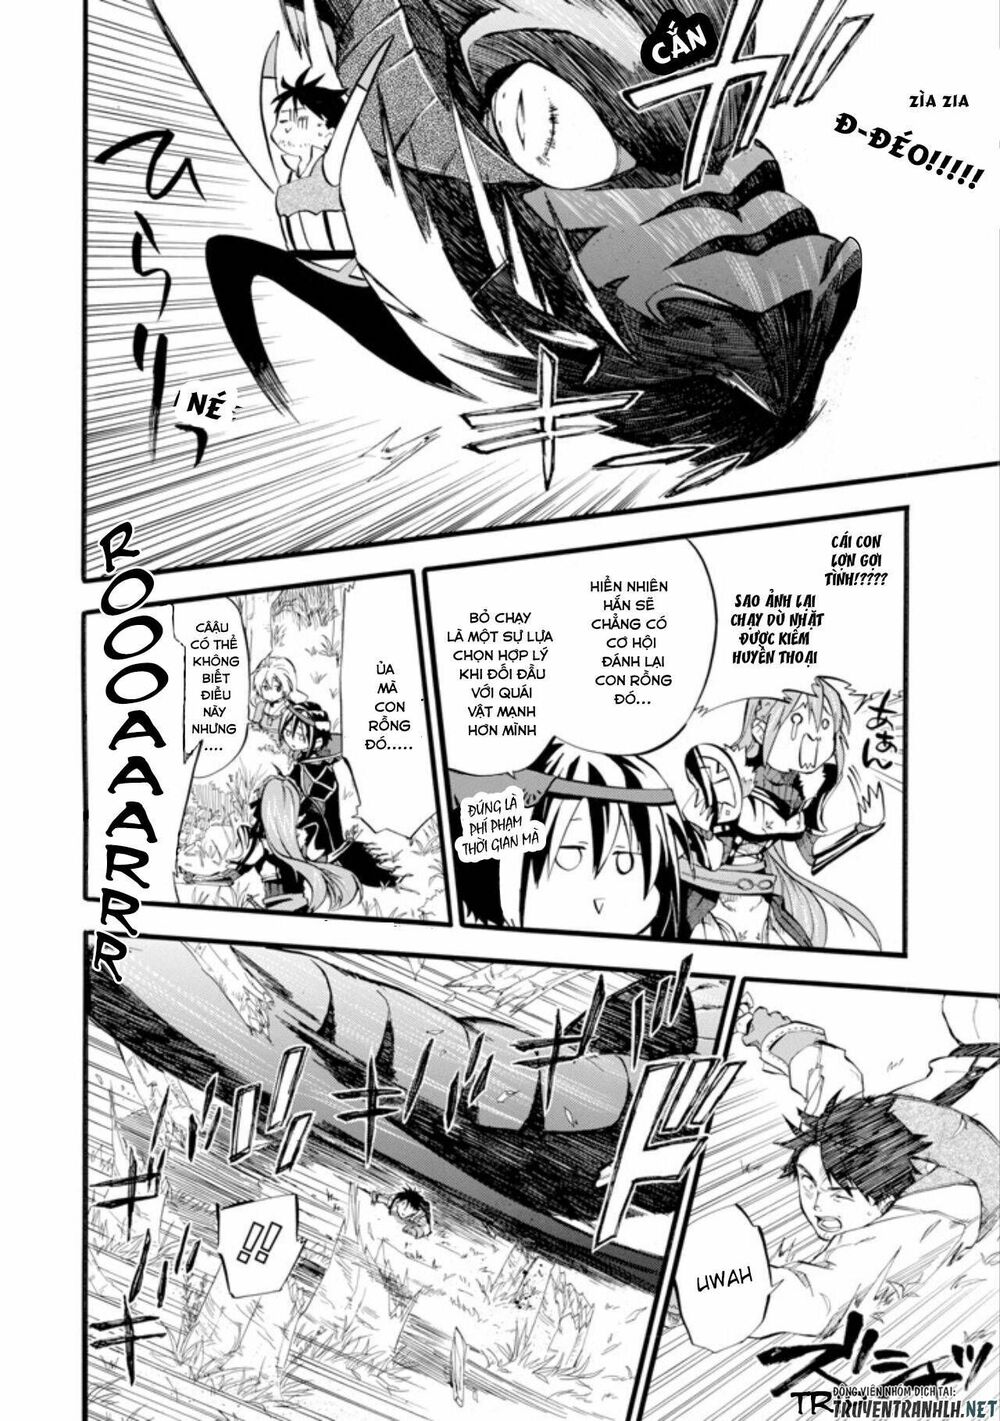 CẮN
ZÌA ZIA
Đ-ĐÉO!!!!!
ひらりっ
NÉ
CÁI CON
LỢN GỢI
TÌNH!????
SAO ẢNH LẠI
CHẠY DÙ NHẶT
ĐƯỢC KIẾM
HUYỀN THOẠI
あぁん
HIỂN NHIÊN
HẮN SẼ
CHẲNG CÓ
CƠ HỘI
ĐÁNH LẠI
CON RỒNG
ĐÓ...
BỎ CHẠY
LÀ MỘT SỰ LỰA
CHỌN HỢP LÝ
KHI ĐỐI ĐẦU
VỚI QUÁI
VẬT MẠNH
HƠN MÌNH
ĐÚNG LÀ
PHÍ PHẠM
THỜI GIAN MÀ
ỦA
MÀ
CON
RỒNG
ĐÓ.....
CÂÂU
CÓ THỂ
KHÔNG
BIẾT
ĐIỀU
NÀY
NHƯNG
....
ROOOAAAARRR
UWAH
!!!
ĐỘNG VIÊN NHÓM DỊCH TẠI:
TRUYENTRANHLH.NET